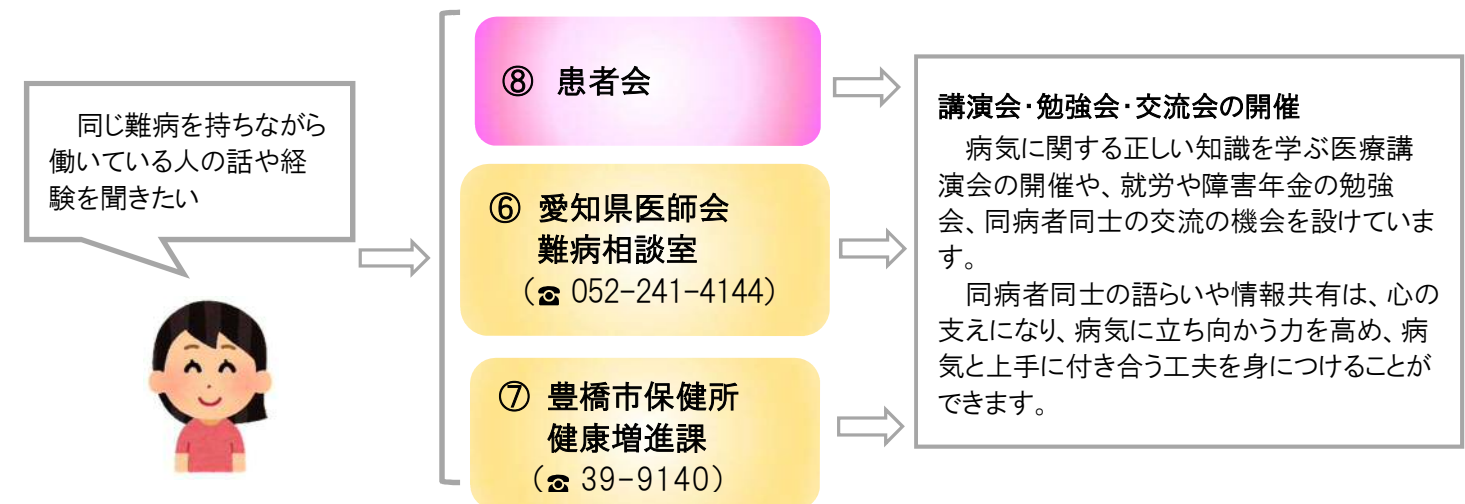 同じ難病を持ちながら
働いている人の話や経
験を聞きたい
⑧ 患者会
⑥ 愛知県医師会
難病相談室
（☎ 052-241-4144）
⑦ 豊橋市保健所
健康増進課
（☎ 39-9140）
講演会・勉強会・交流会の開催
病気に関する正しい知識を学ぶ医療講
演会の開催や、就労や障害年金の勉強
会、同病者同士の交流の機会を設けていま
す。
同病者同士の語らいや情報共有は、心の
支えになり、病気に立ち向かう力を高め、病
気と上手に付き合う工夫を身につけることが
できます。